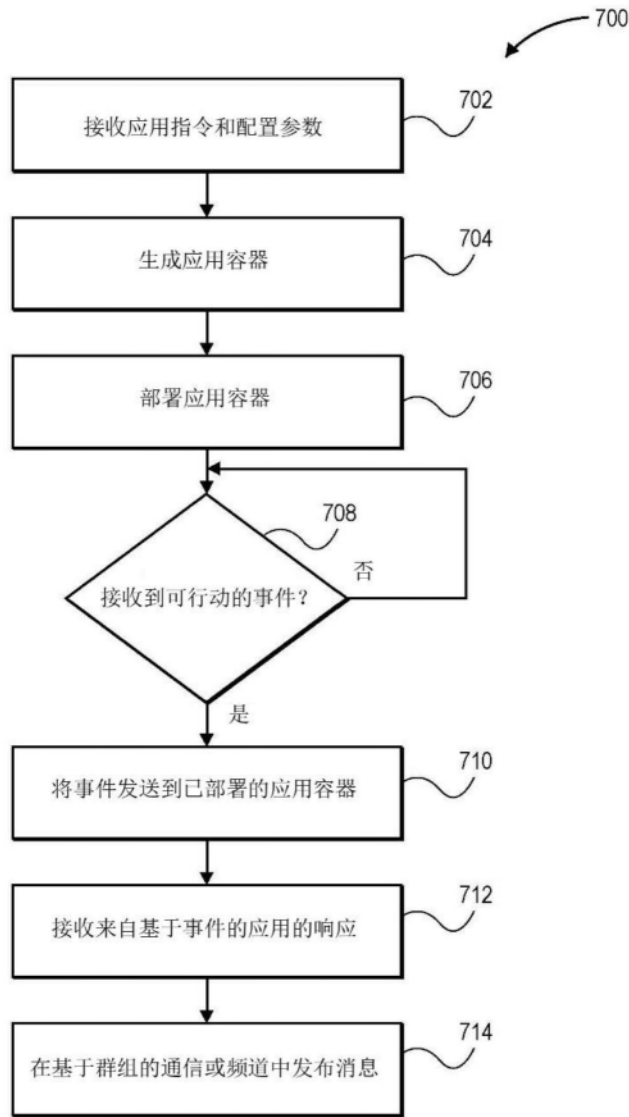 700
接收应用指令和配置参数
702
生成应用容器
704
部署应用容器
706
708
接收到可行动的事件？
否
是
将事件发送到已部署的应用容器
710
接收来自基于事件的应用的响应
712
在基于群组的通信或频道中发布消息
714